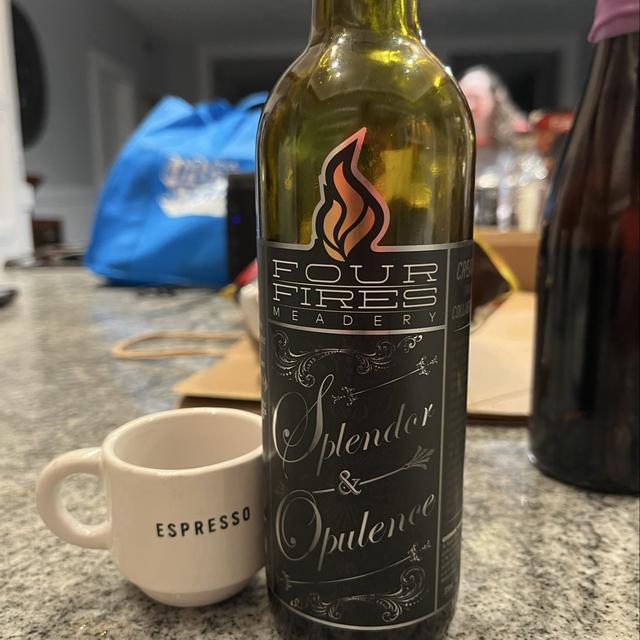 FOUR
FIRES
MEADERY
Splendor
&
Opulence
ESPRESSO